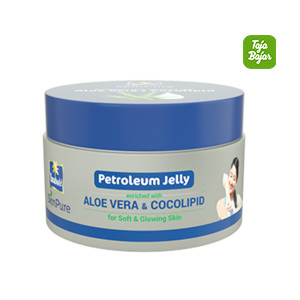 Taja
Bajar
Petroleum Jelly
enriched with
ALOE VERA & COCOLIPID
for Soft & Glowing Skin
SkinPure